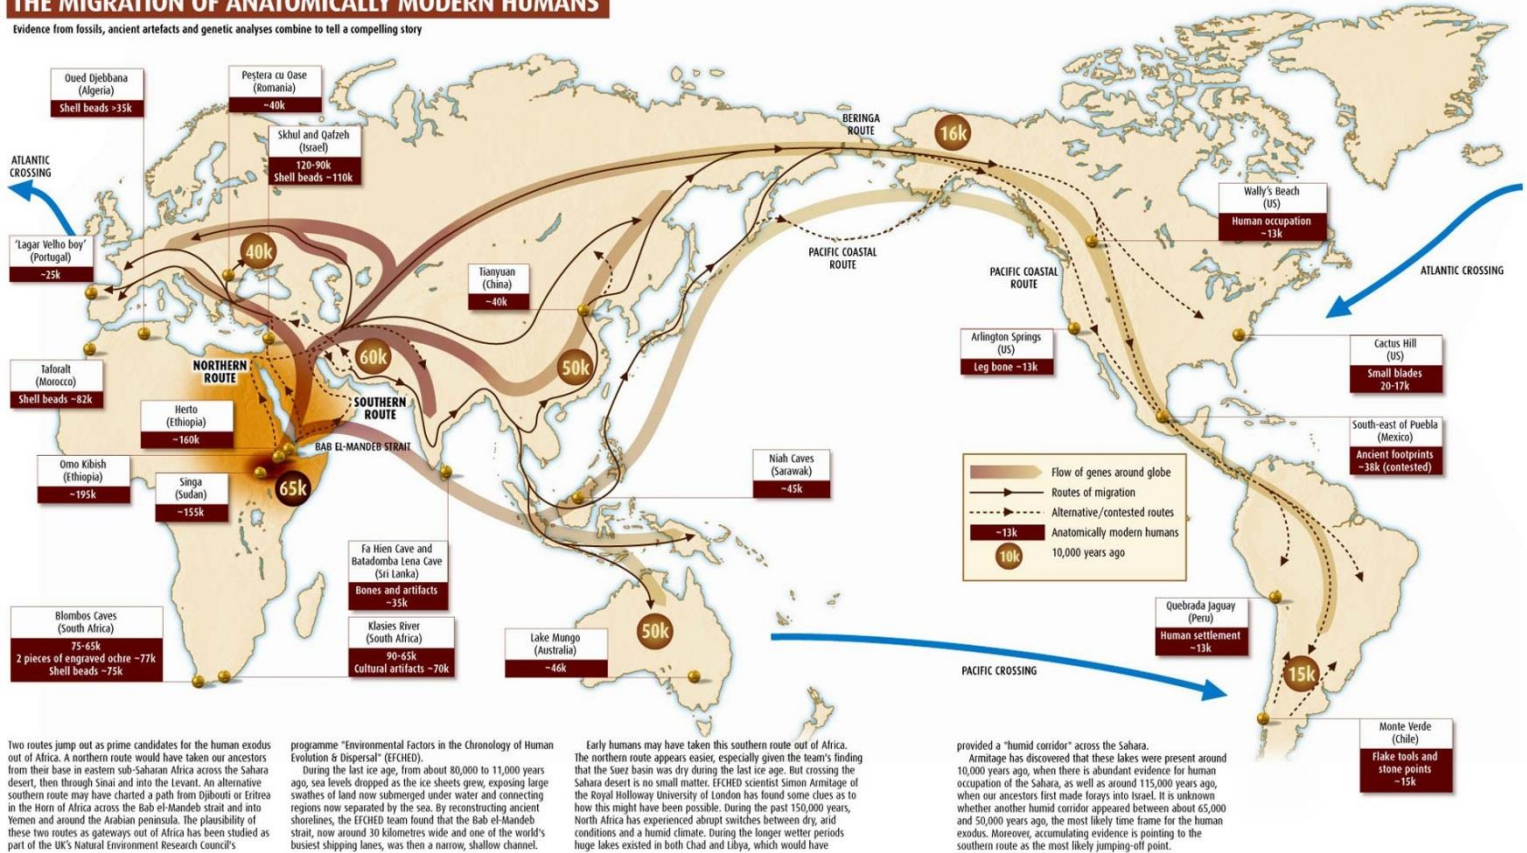 THE MIGRATION OF ANATOMICALLY MODERN HUMANS
Evidence from fossils, ancient artefacts and genetic analyses combine to tell a compelling story
Oued Djebbana
(Algeria)
Shell beads >35k
Peştera cu Oase
(Romania)
~40k
Skhul and Qafzeh
(Israel)
120-90k
Shell beads ~110k
ATLANTIC
CROSSING
'Lagar Velho boy'
(Portugal)
~25k
40k
Tianyuan
(China)
~40k
BERINGA
ROUTE
16k
PACIFIC COASTAL
ROUTE
PACIFIC COASTAL
ROUTE
Wally's Beach
(US)
Human occupation
~13k
ATLANTIC CROSSING
Arlington Springs
(US)
Leg bone ~13k
Cactus Hill
(US)
Small blades
20-17k
Taforalt
(Morocco)
Shell beads ~82k
NORTHERN
ROUTE
60k
50k
SOUTHERN
ROUTE
Herto
(Ethiopia)
~160k
BAB EL-MANDEB STRAIT
Omo Kibish
(Ethiopia)
~195k
Singa
(Sudan)
~155k
65k
Niah Caves
(Sarawak)
~45k
South-east of Puebla
(Mexico)
Ancient footprints
~38k (contested)
Flow of genes around globe
Routes of migration
Alternative/contested routes
~13k Anatomically modern humans
10k 10,000 years ago
Fa Hien Cave and
Batadomba Lena Cave
(Sri Lanka)
Bones and artifacts
~35k
Blombos Caves
(South Africa)
75-65k
2 pieces of engraved ochre ~77k
Shell beads ~75k
Klasies River
(South Africa)
90-65k
Cultural artifacts ~70k
Lake Mungo
(Australia)
~46k
50k
Quebrada Jaguay
(Peru)
Human settlement
~13k
PACIFIC CROSSING
15k
Monte Verde
(Chile)
Flake tools and
stone points
~15k
Two routes jump out as prime candidates for the human exodus
out of Africa. A northern route would have taken our ancestors
from their base in eastern sub-Saharan Africa across the Sahara
desert, then through Sinai and into the Levant. An alternative
southern route may have charted a path from Djibouti or Eritrea
in the Horn of Africa across the Bab el-Mandeb strait and into
Yemen and around the Arabian peninsula. The plausibility of
these two routes as gateways out of Africa has been studied as
part of the UK's Natural Environment Research Council's
programme "Environmental Factors in the Chronology of Human
Evolution & Dispersal" (EFCHED).
During the last ice age, from about 80,000 to 11,000 years
ago, sea levels dropped as the ice sheets grew, exposing large
swathes of land now submerged under water and connecting
regions now separated by the sea. By reconstructing ancient
shorelines, the EFCHED team found that the Bab el-Mandeb
strait, now around 30 kilometres wide and one of the world's
busiest shipping lanes, was then a narrow, shallow channel.
Early humans may have taken this southern route out of Africa.
The northern route appears easier, especially given the team's finding
that the Suez basin was dry during the last ice age. But crossing the
Sahara desert is no small matter. EFCHED scientist Simon Armitage of
the Royal Holloway University of London has found some clues as to
how this might have been possible. During the past 150,000 years,
North Africa has experienced abrupt switches between dry, arid
conditions and a humid climate. During the longer wetter periods
huge lakes existed in both Chad and Libya, which would have
provided a "humid corridor" across the Sahara.
Armitage has discovered that these lakes were present around
10,000 years ago, when there is abundant evidence for human
occupation of the Sahara, as well as around 115,000 years ago,
when our ancestors first made forays into Israel. It is unknown
whether another humid corridor appeared between about 65,000
and 50,000 years ago, the most likely time frame for the human
exodus. Moreover, accumulating evidence is pointing to the
southern route as the most likely jumping-off point.